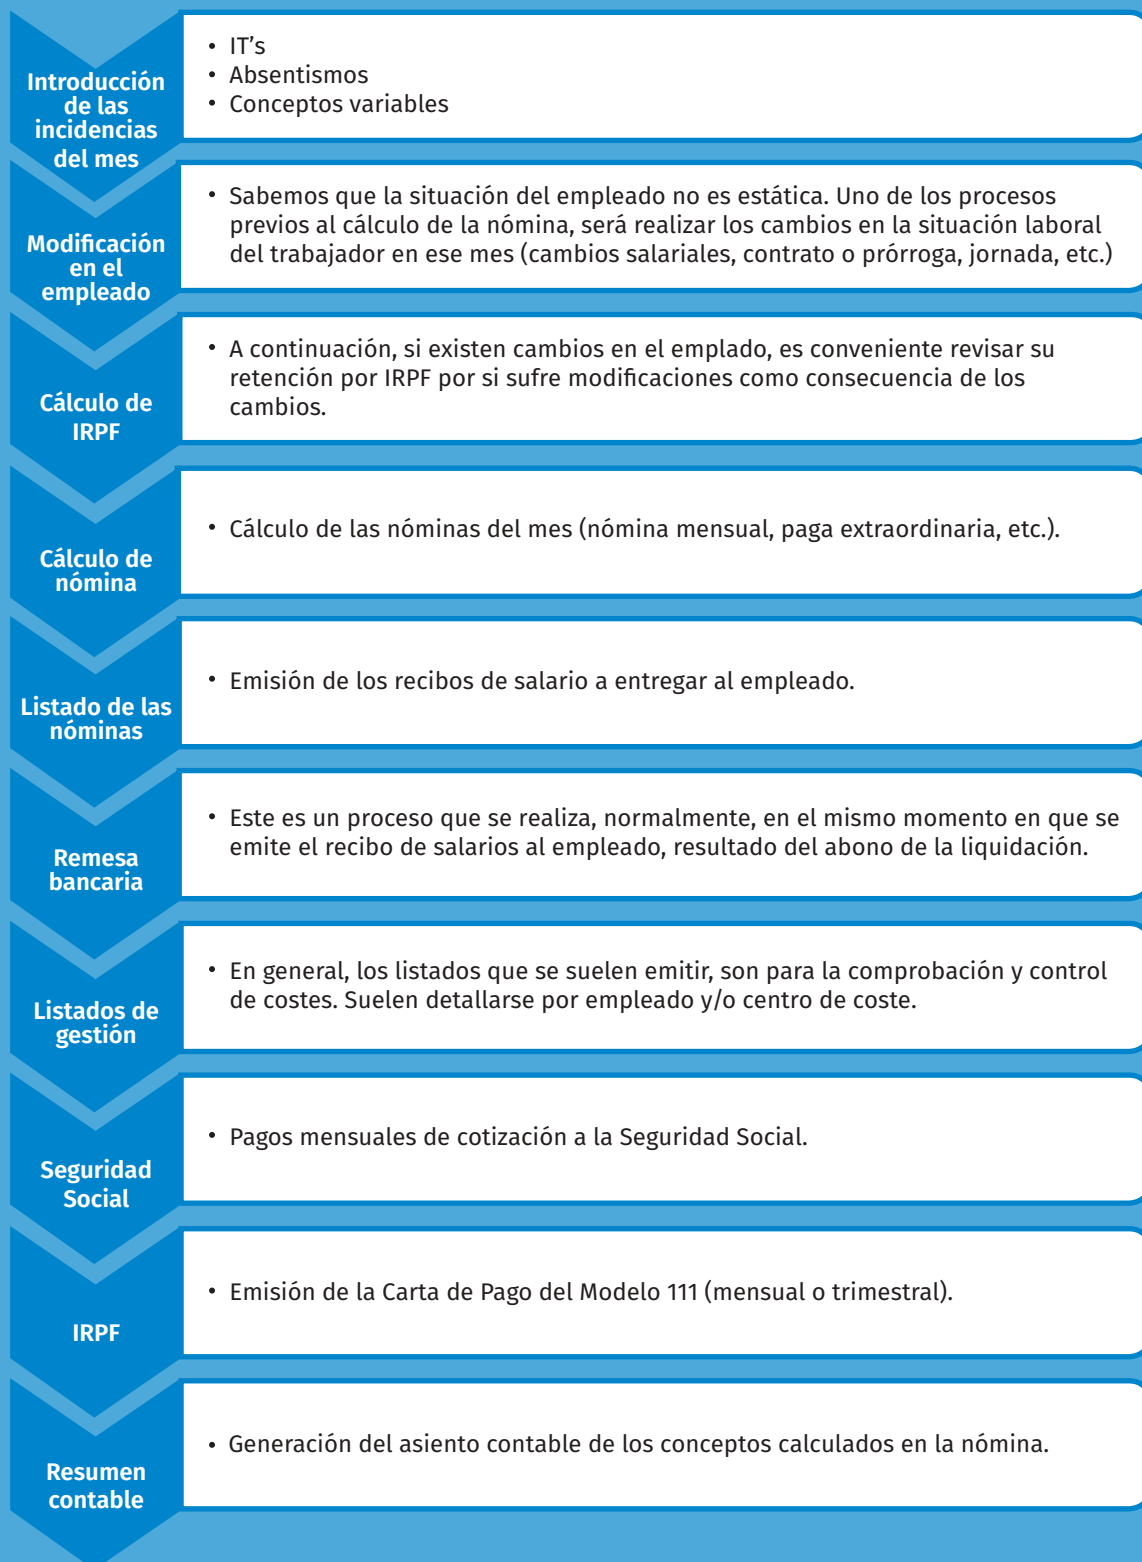 Introducción
de las
incidencias
del mes
• IT’s
• Absentismos
• Conceptos variables
Modificación
en el
empleado
• Sabemos que la situación del empleado no es estática. Uno de los procesos
previos al cálculo de la nómina, será realizar los cambios en la situación laboral
del trabajador en ese mes (cambios salariales, contrato o prórroga, jornada, etc.)
Cálculo de
IRPF
• A continuación, si existen cambios en el emplado, es conveniente revisar su
retención por IRPF por si sufre modificaciones como consecuencia de los
cambios.
Cálculo de
nómina
• Cálculo de las nóminas del mes (nómina mensual, paga extraordinaria, etc.).
Listado de las
nóminas
• Emisión de los recibos de salario a entregar al empleado.
Remesa
bancaria
• Este es un proceso que se realiza, normalmente, en el mismo momento en que se
emite el recibo de salarios al empleado, resultado del abono de la liquidación.
Listados de
gestión
• En general, los listados que se suelen emitir, son para la comprobación y control
de costes. Suelen detallarse por empleado y/o centro de coste.
Seguridad
Social
• Pagos mensuales de cotización a la Seguridad Social.
IRPF
• Emisión de la Carta de Pago del Modelo 111 (mensual o trimestral).
Resumen
contable
• Generación del asiento contable de los conceptos calculados en la nómina.